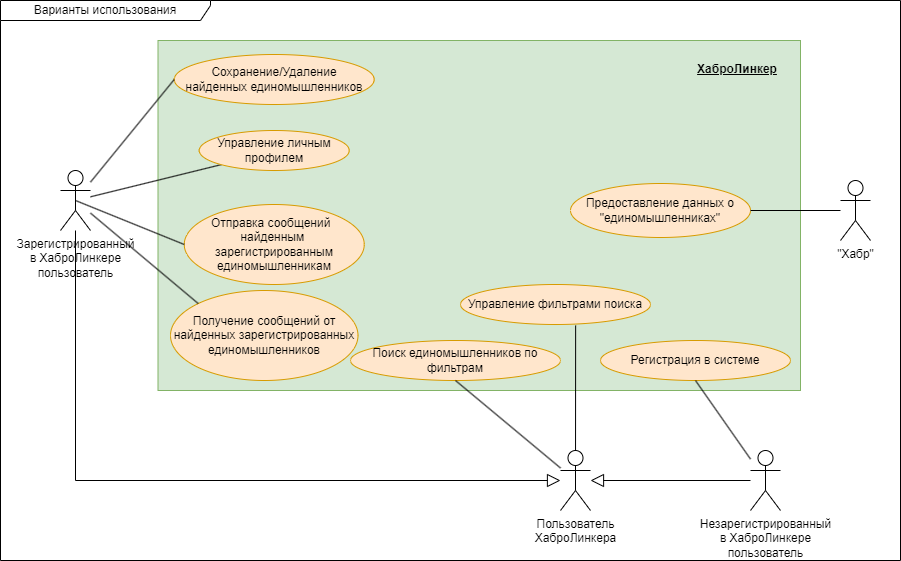 Варианты использования
ХаброЛинкер
Сохранение/Удаление
найденных единомышленников
Управление личным
профилем
Предоставление данных о
"единомышленниках"
Зарегистрированный
в ХаброЛинкере
пользователь
Отправка сообщений
найденным
зарегистрированным
единомышленникам
"Хабр"
Управление фильтрами поиска
Получение сообщений от
найденных зарегистрированных
единомышленников
Поиск единомышленников по
фильтрам
Регистрация в системе
Пользователь
ХаброЛинкера
Незарегистрированный
в ХаброЛинкере
пользователь